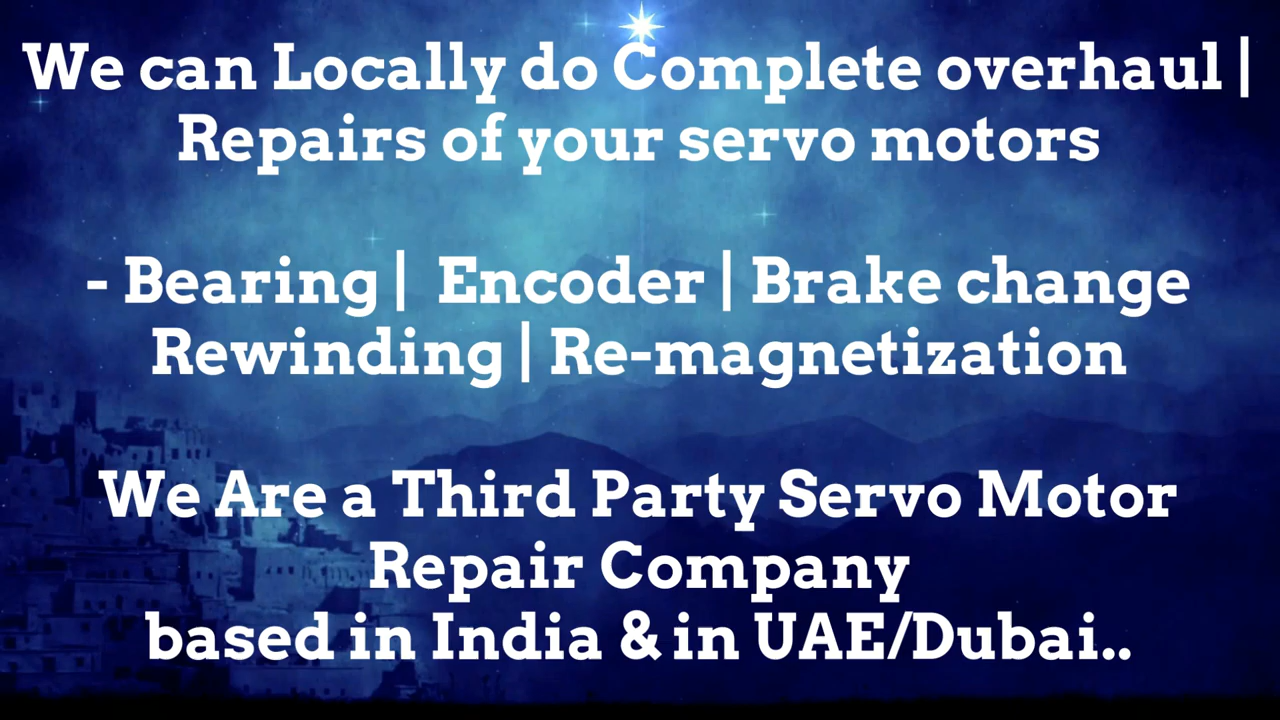 We can Locally do Complete overhaul |
Repairs of your servo motors
- Bearing | Encoder | Brake change
Rewinding | Re-magnetization
We Are a Third Party Servo Motor
Repair Company
based in India & in UAE/Dubai..